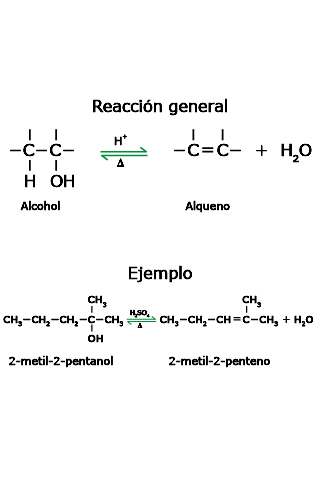 Reacción general
H⁺
–C–C– ⇌ –C=C– + H₂O
Δ
H OH
Alcohol Alqueno
Ejemplo
CH₃ CH₃
H₂SO₄
CH₃–CH₂–CH₂–C–CH₃ ⇌ CH₃–CH₂–CH=C–CH₃ + H₂O
Δ
OH
2-metil-2-pentanol 2-metil-2-penteno